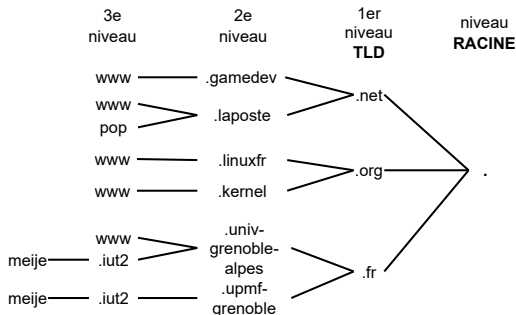 3e
niveau
2e
niveau
1er
niveau
TLD
niveau
RACINE
www
.gamedev
.net
www
pop
.laposte
www
.linuxfr
.org
.
www
.kernel
www
.univ-
grenoble-
alpes
meije
.iut2
.fr
meije
.iut2
.upmf-
grenoble